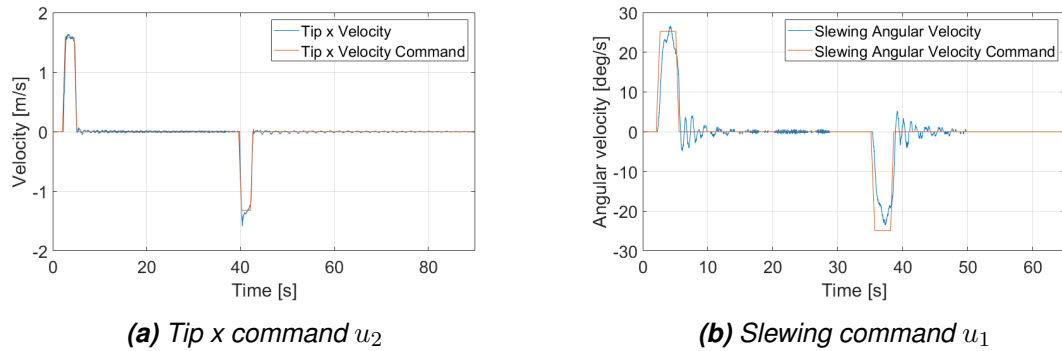 2
1
0
-1
-2
Velocity [m/s]
0 20 40 60 80
Time [s]
Tip x Velocity
Tip x Velocity Command
(a) Tip x command u₂
30
20
10
0
-10
-20
-30
Angular velocity [deg/s]
0 10 20 30 40 50 60
Time [s]
Slewing Angular Velocity
Slewing Angular Velocity Command
(b) Slewing command u₁